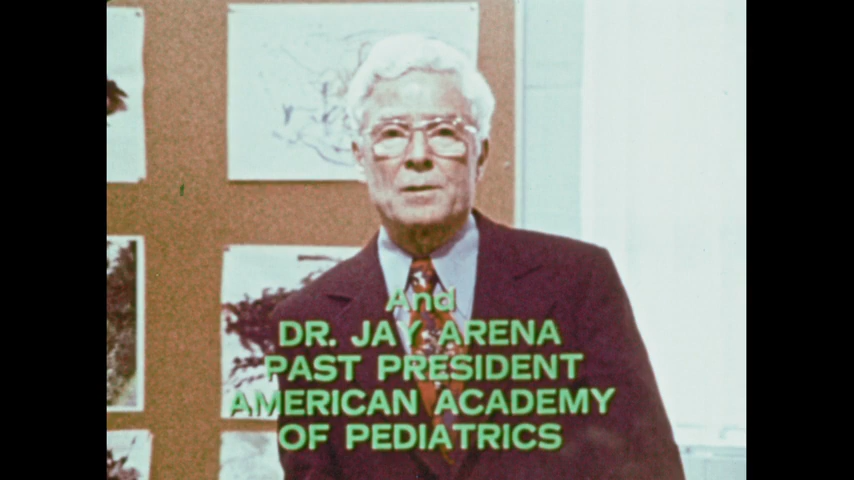 And
DR. JAY ARENA
PAST PRESIDENT
AMERICAN ACADEMY
OF PEDIATRICS